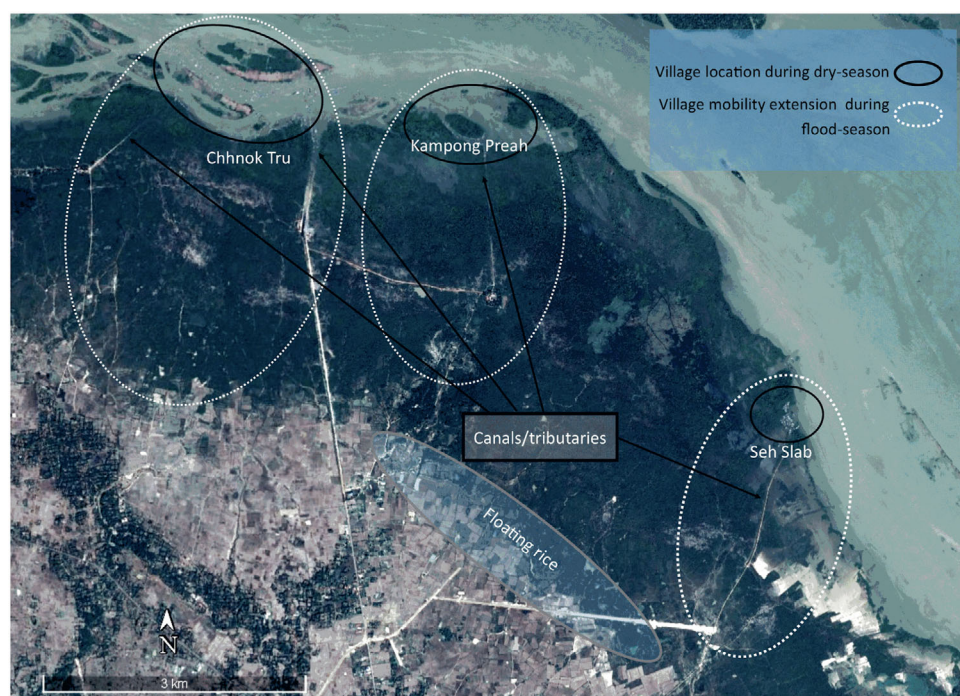 Village location during dry-season
Village mobility extension during
flood-season
Chhnok Tru
Kampong Preah
Canals/tributaries
Seh Slab
Floating rice
N
3 km